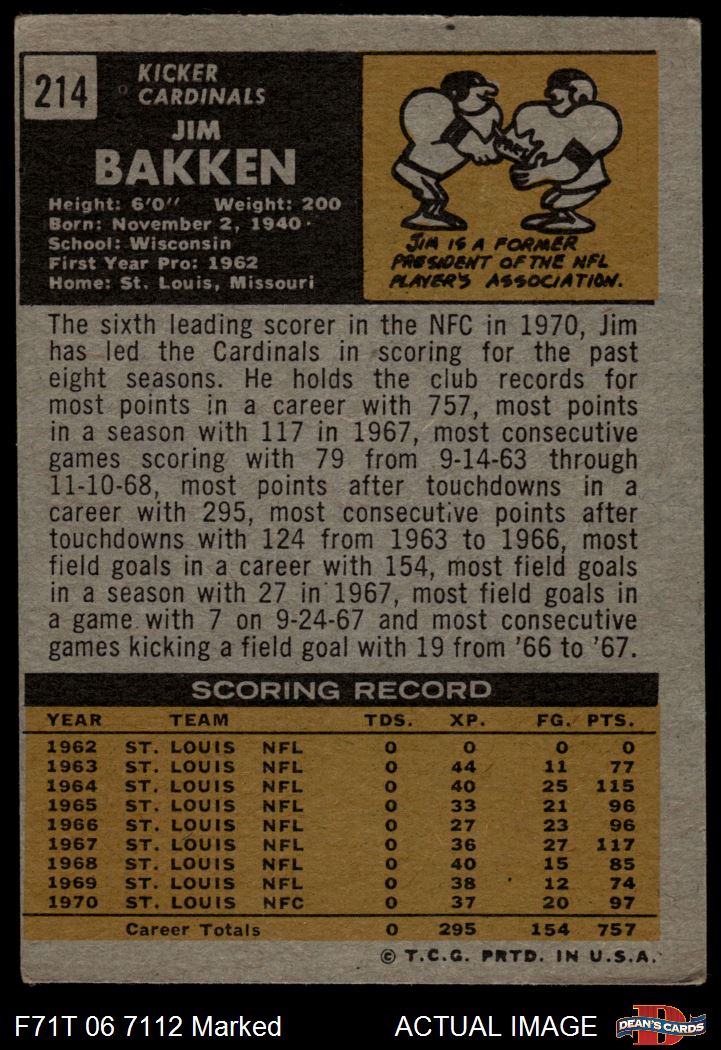 214
KICKER
CARDINALS
JIM
BAKKEN
Height: 6'0'' Weight: 200
Born: November 2, 1940
School: Wisconsin
First Year Pro: 1962
Home: St. Louis, Missouri
JIM IS A FORMER
PRESIDENT OF THE NFL
PLAYER'S ASSOCIATION.
The sixth leading scorer in the NFC in 1970, Jim
has led the Cardinals in scoring for the past
eight seasons. He holds the club records for
most points in a career with 757, most points
in a season with 117 in 1967, most consecutive
games scoring with 79 from 9-14-63 through
11-10-68, most points after touchdowns in a
career with 295, most consecutive points after
touchdowns with 124 from 1963 to 1966, most
field goals in a career with 154, most field goals
in a season with 27 in 1967, most field goals in
a game with 7 on 9-24-67 and most consecutive
games kicking a field goal with 19 from '66 to '67.
SCORING RECORD
YEAR TEAM TDS. XP. FG. PTS.
1962 ST. LOUIS NFL 0 0 0 0
1963 ST. LOUIS NFL 0 44 11 77
1964 ST. LOUIS NFL 0 40 25 115
1965 ST. LOUIS NFL 0 33 21 96
1966 ST. LOUIS NFL 0 27 23 96
1967 ST. LOUIS NFL 0 36 27 117
1968 ST. LOUIS NFL 0 40 15 85
1969 ST. LOUIS NFL 0 38 12 74
1970 ST. LOUIS NFC 0 37 20 97
Career Totals 0 295 154 757
© T.C.G. PRTD. IN U.S.A.
F71T 06 7112 Marked ACTUAL IMAGE
D
DEAN'S CARDS